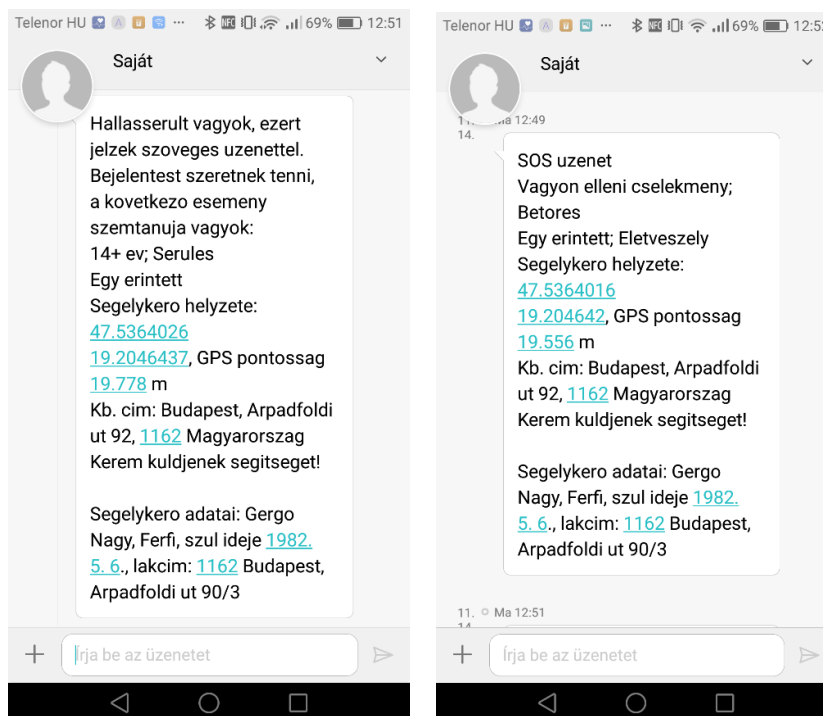 Telenor HU 69% 12:51
Saját
Hallasserult vagyok, ezert
jelzek szoveges uzenettel.
Bejelentest szeretnek tenni,
a kovetkezo esemeny
szemtanuja vagyok:
14+ ev; Serules
Egy erintett
Segelykero helyzete:
47.5364026
19.2046437, GPS pontossag
19.778 m
Kb. cim: Budapest, Arpadfoldi
ut 92, 1162 Magyarorszag
Kerem kuldjenek segitseget!
Segelykero adatai: Gergo
Nagy, Ferfi, szul ideje 1982.
5. 6., lakcim: 1162 Budapest,
Arpadfoldi ut 90/3
Írja be az üzenetet
Telenor HU 69% 12:52
Saját
11. Ma 12:49
14.
SOS uzenet
Vagyon elleni cselekmeny;
Betores
Egy erintett; Eletveszely
Segelykero helyzete:
47.5364016
19.204642, GPS pontossag
19.556 m
Kb. cim: Budapest, Arpadfoldi
ut 92, 1162 Magyarorszag
Kerem kuldjenek segitseget!
Segelykero adatai: Gergo
Nagy, Ferfi, szul ideje 1982.
5. 6., lakcim: 1162 Budapest,
Arpadfoldi ut 90/3
11. Ma 12:51
14.
Írja be az üzenetet